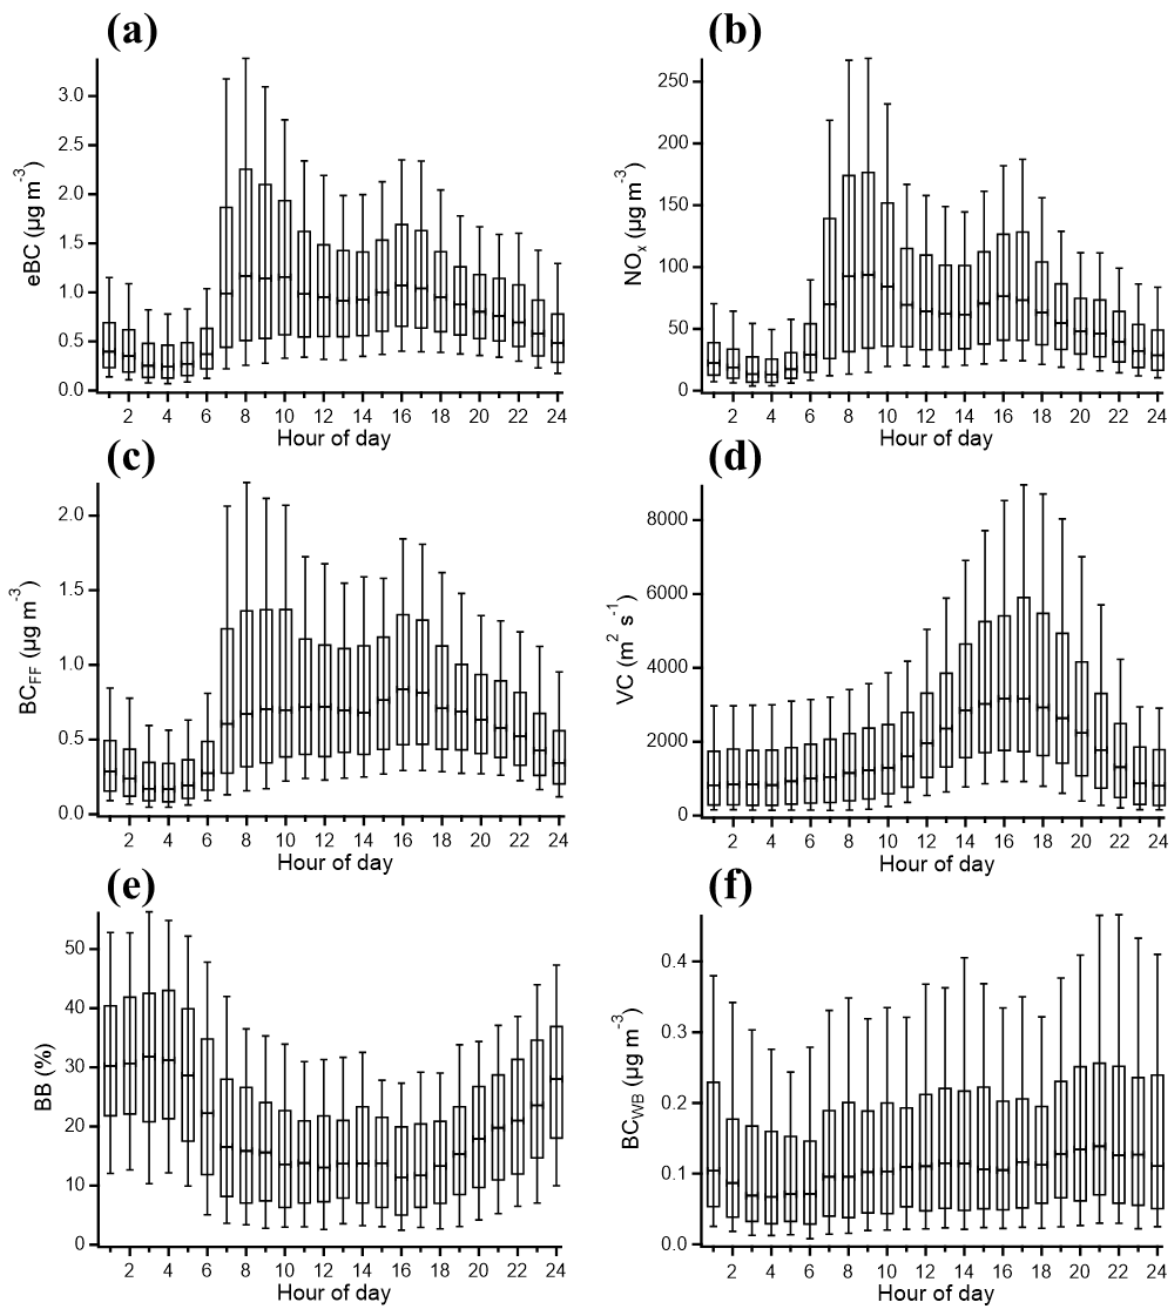 (a)
3.0
2.5
2.0
1.5
1.0
0.5
0.0
eBC (µg m⁻³)
2 4 6 8 10 12 14 16 18 20 22 24
Hour of day
(b)
250
200
150
100
50
0
NOₓ (µg m⁻³)
2 4 6 8 10 12 14 16 18 20 22 24
Hour of day
(c)
2.0
1.5
1.0
0.5
0.0
BC_FF (µg m⁻³)
2 4 6 8 10 12 14 16 18 20 22 24
Hour of day
(d)
8000
6000
4000
2000
0
VC (m² s⁻¹)
2 4 6 8 10 12 14 16 18 20 22 24
Hour of day
(e)
50
40
30
20
10
0
BB (%)
2 4 6 8 10 12 14 16 18 20 22 24
Hour of day
(f)
0.4
0.3
0.2
0.1
0.0
BC_WB (µg m⁻³)
2 4 6 8 10 12 14 16 18 20 22 24
Hour of day